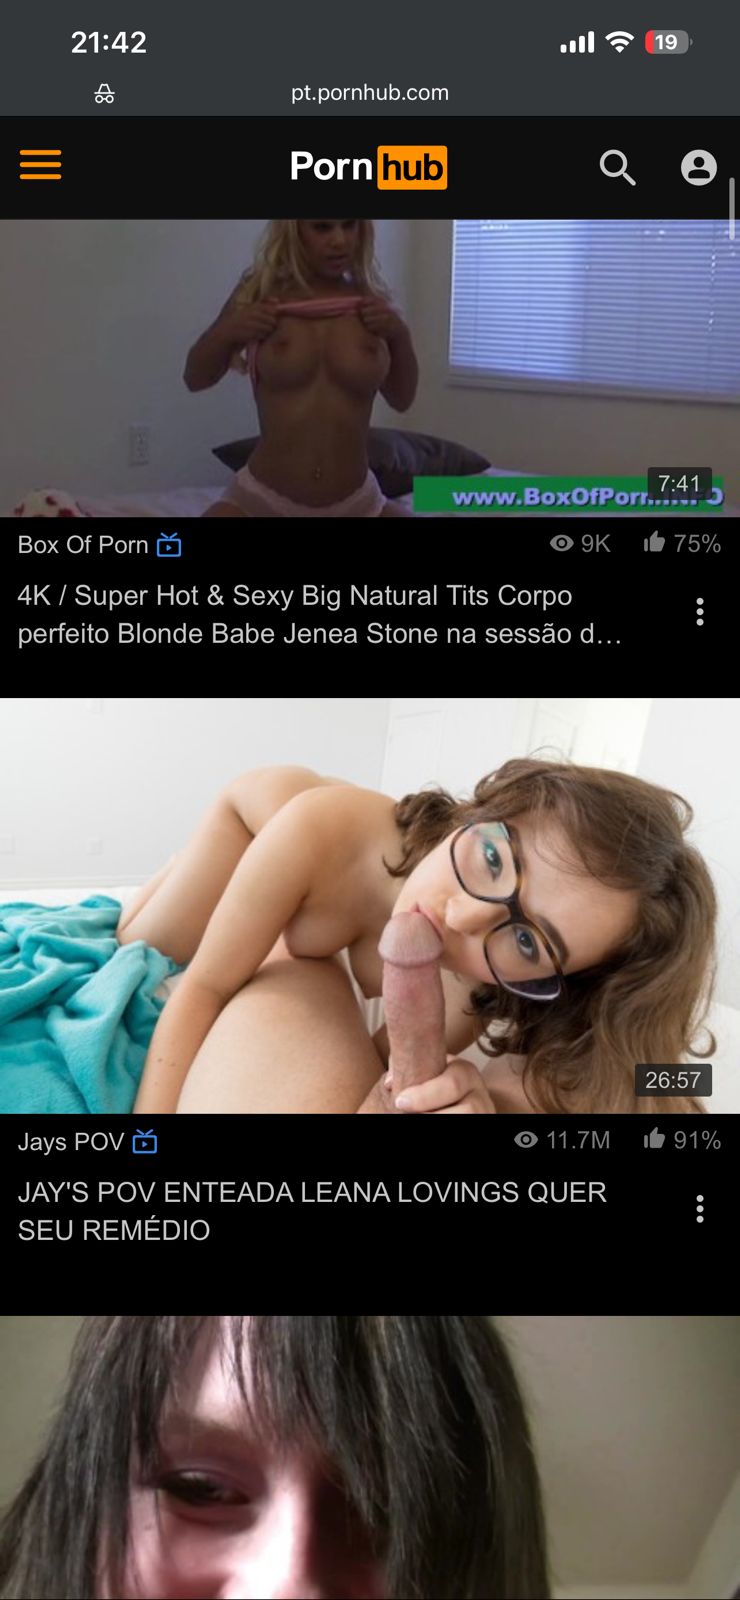 21:42
19
pt.pornhub.com
Porn hub
www.BoxOfPorn.INFO
7:41
Box Of Porn
9K
75%
4K / Super Hot & Sexy Big Natural Tits Corpo
perfeito Blonde Babe Jenea Stone na sessão d...
26:57
Jays POV
11.7M
91%
JAY'S POV ENTEADA LEANA LOVINGS QUER
SEU REMÉDIO